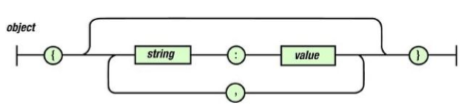 object
{ string : value }
,